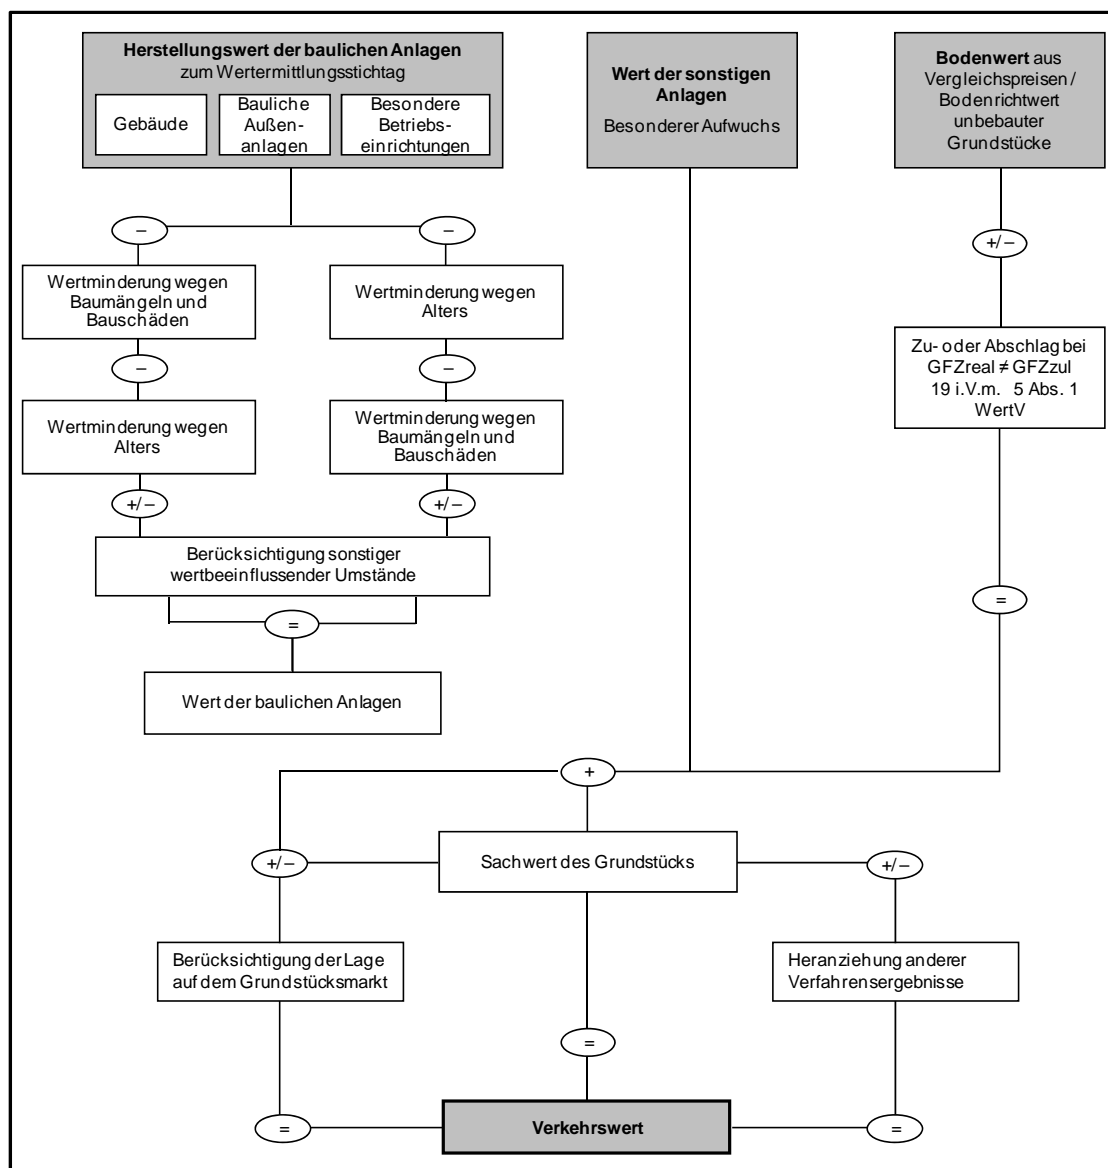 Herstellungswert der baulichen Anlagen
zum Wertermittlungsstichtag
Gebäude
Bauliche
Außen-
anlagen
Besondere
Betriebs-
einrichtungen
Wert der sonstigen
Anlagen
Besonderer Aufwuchs
Bodenwert aus
Vergleichspreisen/
Bodenrichtwert
unbebauter
Grundstücke
–
–
+/–
Wertminderung wegen
Baumängeln und
Bauschäden
Wertminderung wegen
Alters
Zu- oder Abschlag bei
GFZreal ≠ GFZzul
19 i.V.m. 5 Abs. 1
WertV
–
–
Wertminderung wegen
Alters
Wertminderung wegen
Baumängeln und
Bauschäden
+/–
+/–
Berücksichtigung sonstiger
wertbeeinflussender Umstände
=
=
Wert der baulichen Anlagen
+
+/–
Sachwert des Grundstücks
+/–
Berücksichtigung der Lage
auf dem Grundstücksmarkt
Heranziehung anderer
Verfahrensergebnisse
=
=
Verkehrswert
=